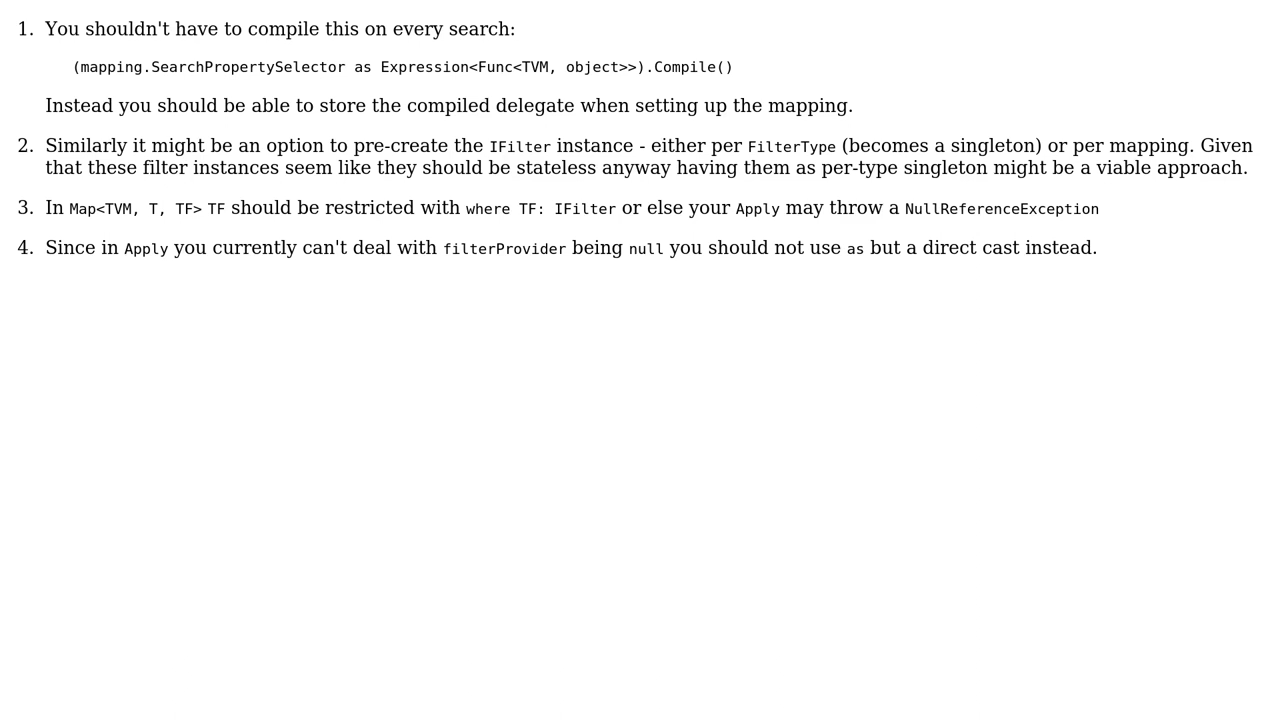 1. You shouldn't have to compile this on every search:
(mapping.SearchPropertySelector as Expression<Func<TVM, object>>).Compile()
Instead you should be able to store the compiled delegate when setting up the mapping.
2. Similarly it might be an option to pre-create the IFilter instance - either per FilterType (becomes a singleton) or per mapping. Given
that these filter instances seem like they should be stateless anyway having them as per-type singleton might be a viable approach.
3. In Map<TVM, T, TF> TF should be restricted with where TF: IFilter or else your Apply may throw a NullReferenceException
4. Since in Apply you currently can't deal with filterProvider being null you should not use as but a direct cast instead.